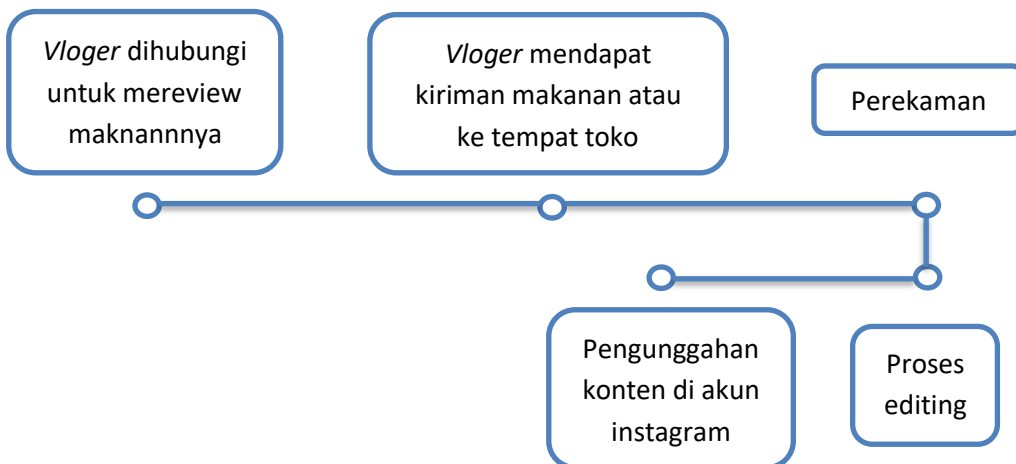 Vloger dihubungi
untuk mereview
maknannnya
Vloger mendapat
kiriman makanan atau
ke tempat toko
Perekaman
Proses
editing
Pengunggahan
konten di akun
instagram